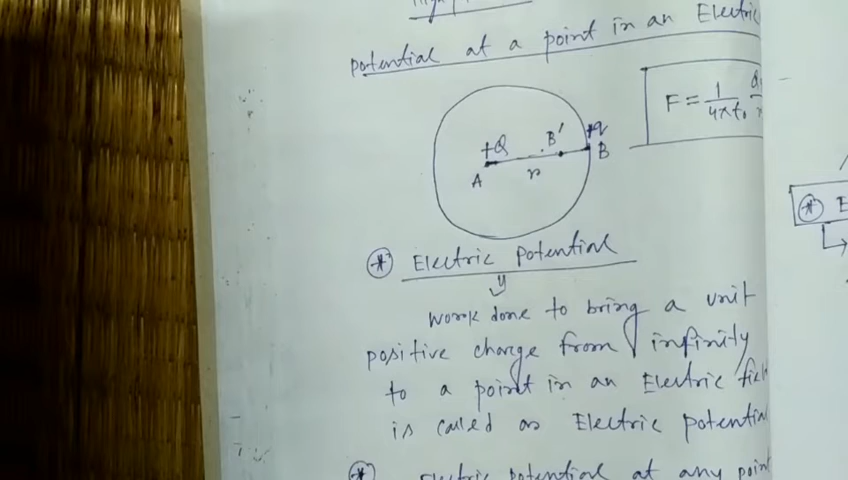 potential at a point in an Electric
F = 1/4πϵ₀
+Q
B'
+q
B
A
r
* E
* Electric potential
work done to bring a unit
positive charge from infinity
to a point in an Electric field
is called as Electric potential
* Electric potential at any point